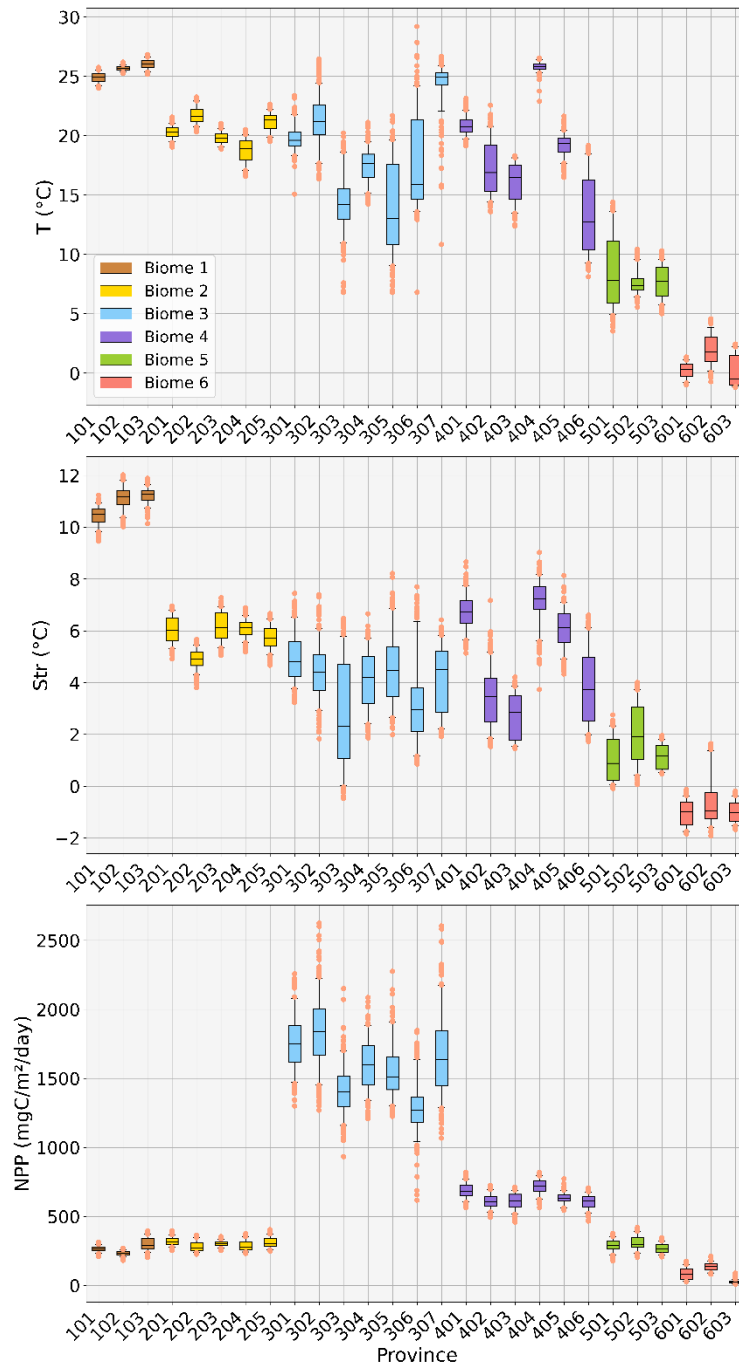 T (°C)
25
20
15
10
5
0
Biome 1
Biome 2
Biome 3
Biome 4
Biome 5
Biome 6
101 102 103 201 202 203 204 205 301 302 303 304 305 306 307 401 402 403 404 405 406 501 502 503 601 602 603
Str (°C)
12
10
8
6
4
2
0
−2
101 102 103 201 202 203 204 205 301 302 303 304 305 306 307 401 402 403 404 405 406 501 502 503 601 602 603
NPP (mgC/m²/day)
2500
2000
1500
1000
500
0
101 102 103 201 202 203 204 205 301 302 303 304 305 306 307 401 402 403 404 405 406 501 502 503 601 602 603
Province